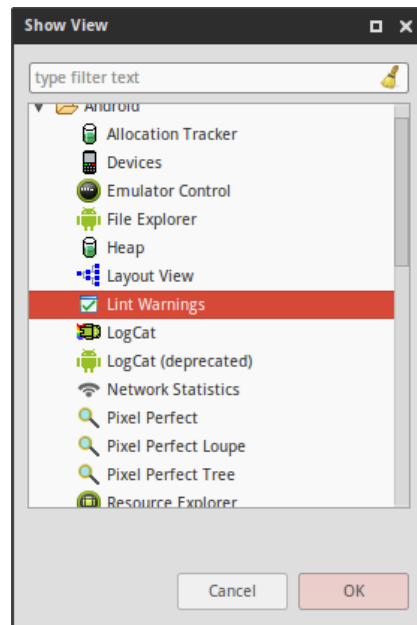 Show View
type filter text
Android
Allocation Tracker
Devices
Emulator Control
File Explorer
Heap
Layout View
Lint Warnings
LogCat
LogCat (deprecated)
Network Statistics
Pixel Perfect
Pixel Perfect Loupe
Pixel Perfect Tree
Resource Explorer
Cancel OK